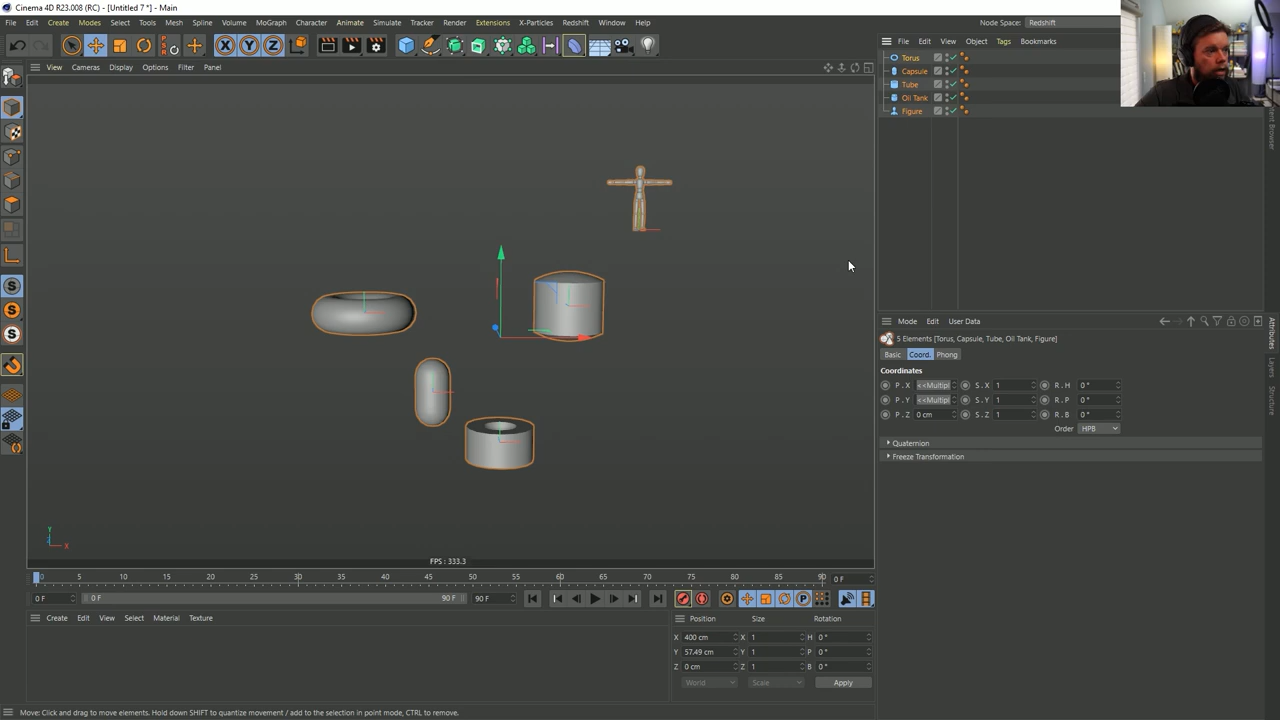 Cinema 4D R23.008 (RC) - [Untitled 7 *] - Main
File Edit Create Modes Select Tools Mesh Spline Volume MoGraph Character Animate Simulate Tracker Render Extensions X-Particles Redshift Window Help
Node Space: Redshift
X Y Z
File Edit View Object Tags Bookmarks
View Cameras Display Options Filter Panel
Torus
Capsule
Tube
Oil Tank
Figure
Mode Edit User Data
Attributes
Layers
Structure
5 Elements [Torus, Capsule, Tube, Oil Tank, Figure]
Basic Coord. Phong
Coordinates
P . X <<Multipl S . X 1 R . H 0 °
P . Y <<Multipl S . Y 1 R . P 0 °
P . Z 0 cm S . Z 1 R . B 0 °
Order HPB
Quaternion
Freeze Transformation
Y
Z
X
FPS : 333.3
0 5 10 15 20 25 30 35 40 45 50 55 60 65 70 75 80 85 90 0 F
0 F 0 F 90 F 90 F
Create Edit View Select Material Texture
Position Size Rotation
X 400 cm X 1 H 0 °
Y 57.49 cm Y 1 P 0 °
Z 0 cm Z 1 B 0 °
World Scale Apply
Move: Click and drag to move elements. Hold down SHIFT to quantize movement / add to the selection in point mode, CTRL to remove.